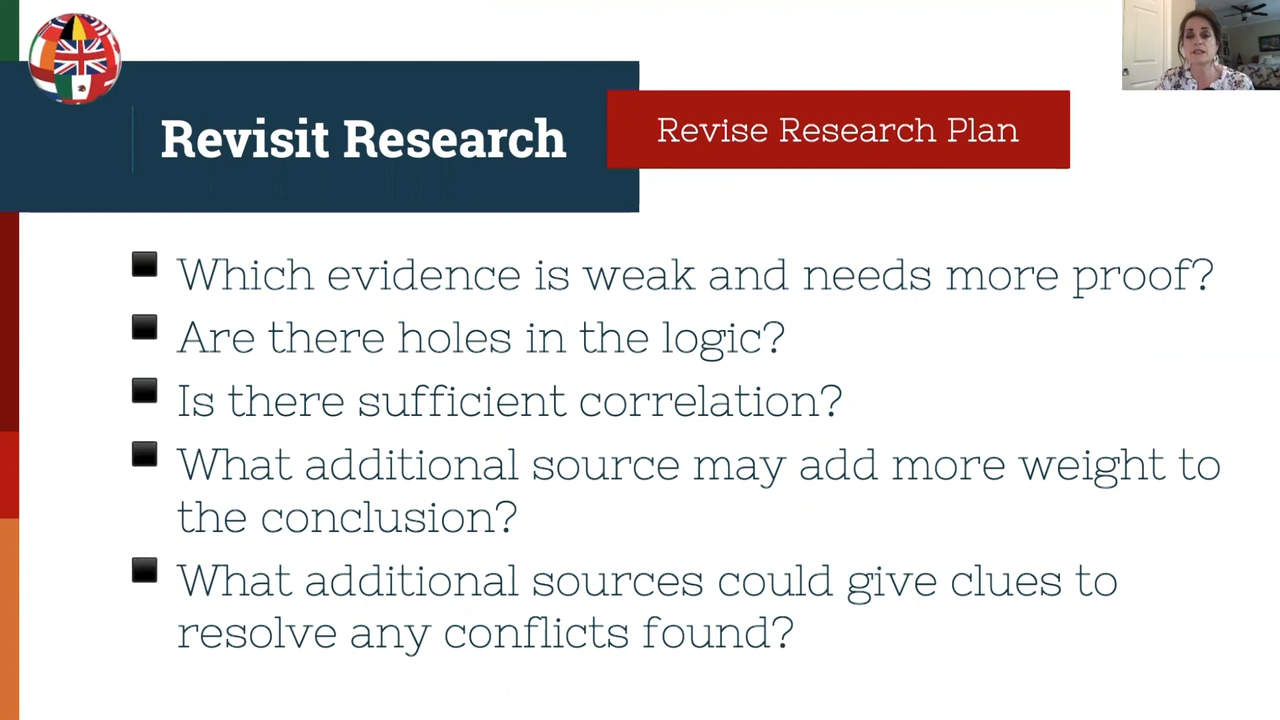 Revisit Research
Revise Research Plan
Which evidence is weak and needs more proof?
Are there holes in the logic?
Is there sufficient correlation?
What additional source may add more weight to
the conclusion?
What additional sources could give clues to
resolve any conflicts found?